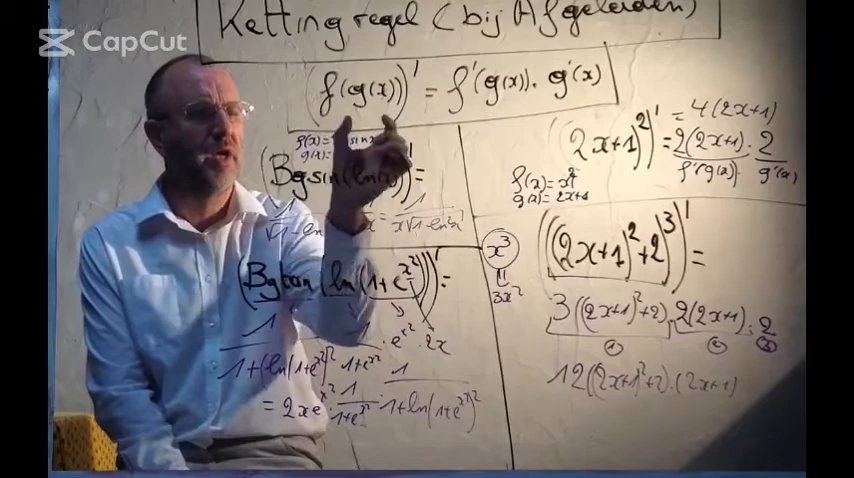 CapCut
Kettingregel (bij Afgeleiden)
(f(g(x)))' = f'(g(x)) . g'(x)
f(x)=
g(x)=
(Bgsin(ln(x)))' =
= 1/x√1-ln²x
(Bgtan(ln(1+e^x²)))' =
1/1+(ln(1+e^x²)² 1+e^x² . e^x² . 2x
= 2xe^x² . 1/1+e^x² . 1/1+ln(1+e^x²)²
= 4(2x+1)
(2x+1)²)' = 2(2x+1) . 2
f'(g(x)) g'(x)
f(x)= x²
g(x)= 2x+1
x³
3x²
(((2x+1)²+2)³)' =
3((2x+1)²+2) . 2(2x+1) . 2
12((2x+1)²+2).(2x+1)